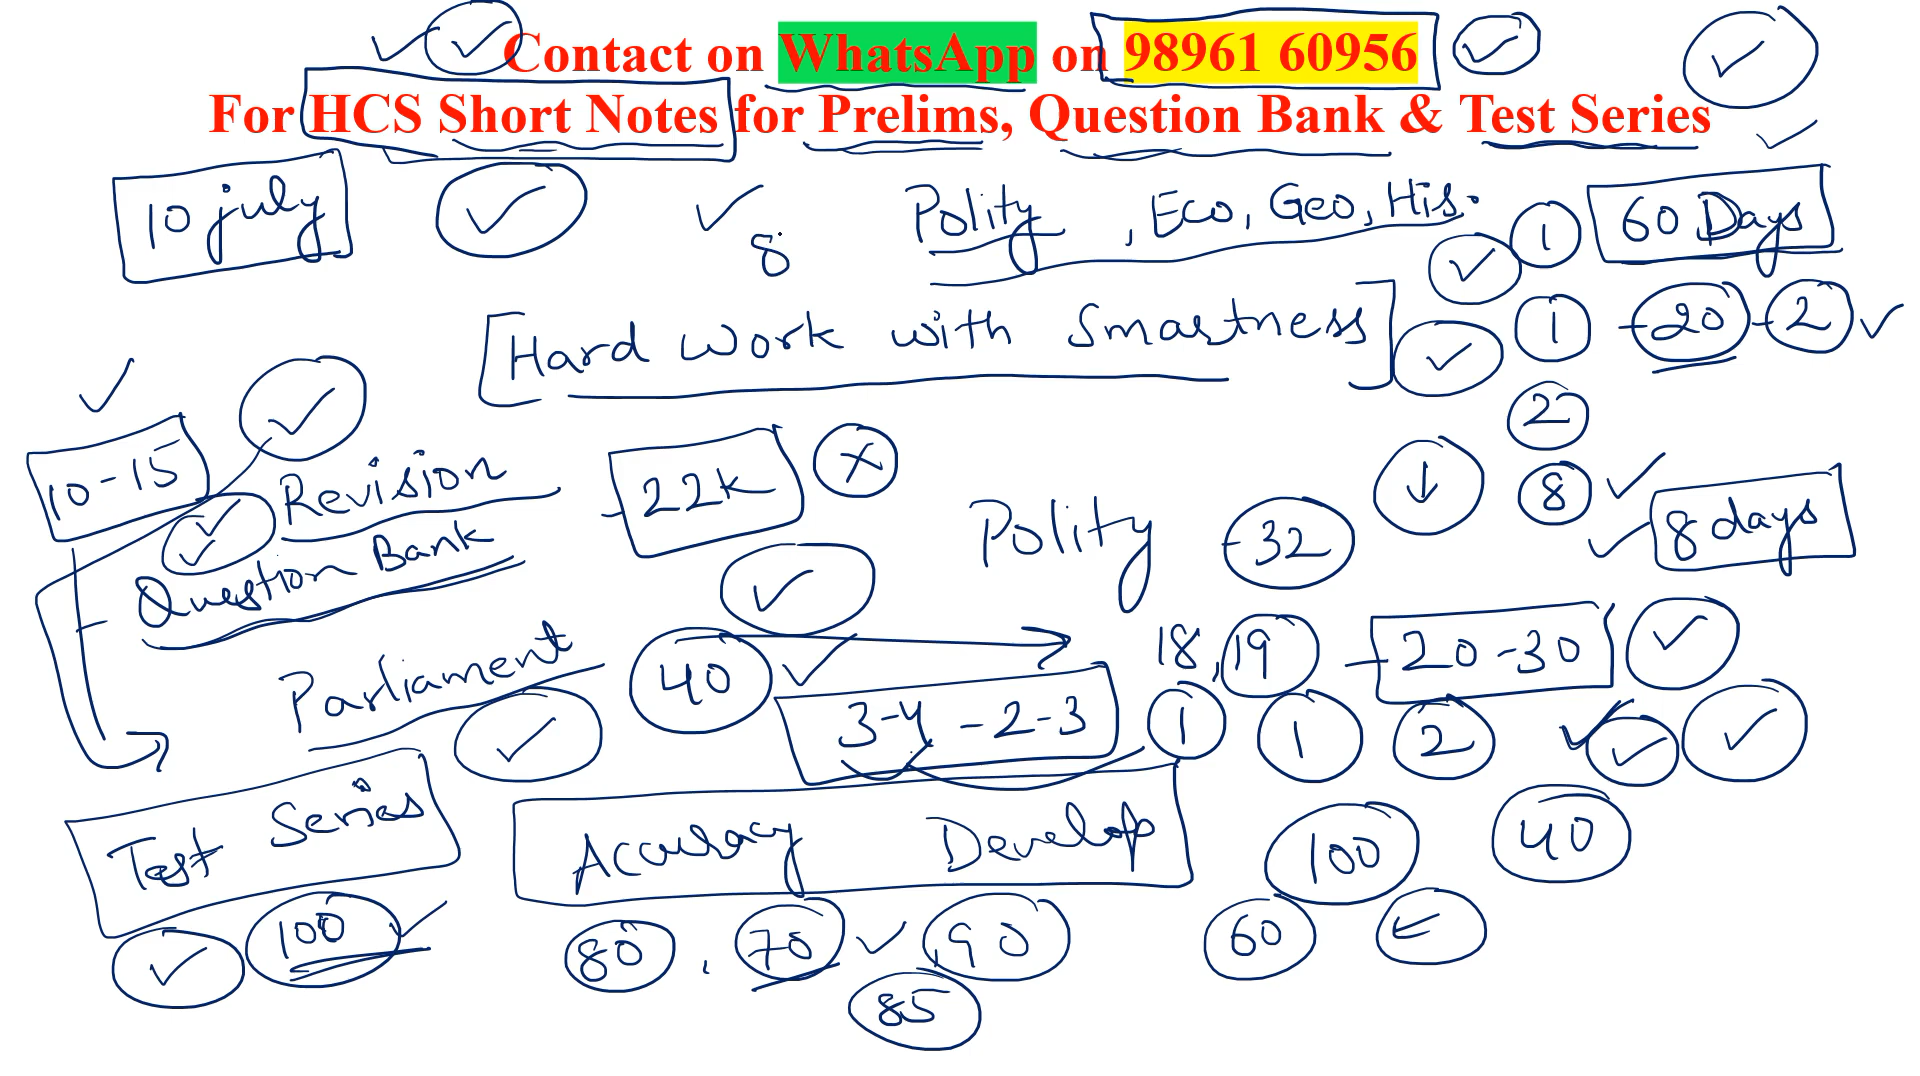 Contact on WhatsApp on 98961 60956
For HCS Short Notes for Prelims, Question Bank & Test Series
10 july
8
Polity, Eco, Geo, His.
1
60 Days
[Hard Work with Smartness]
1 - 20 - 2
2
10-15
Revision
- 22k
x
8
8 days
- Question Bank
Polity - 32
Parliament
40
18, 19 - 20-30
3-4 - 2-3
1
1
2
Test Series
Accuracy Develop
100
40
100
80, 70, 90
60
85